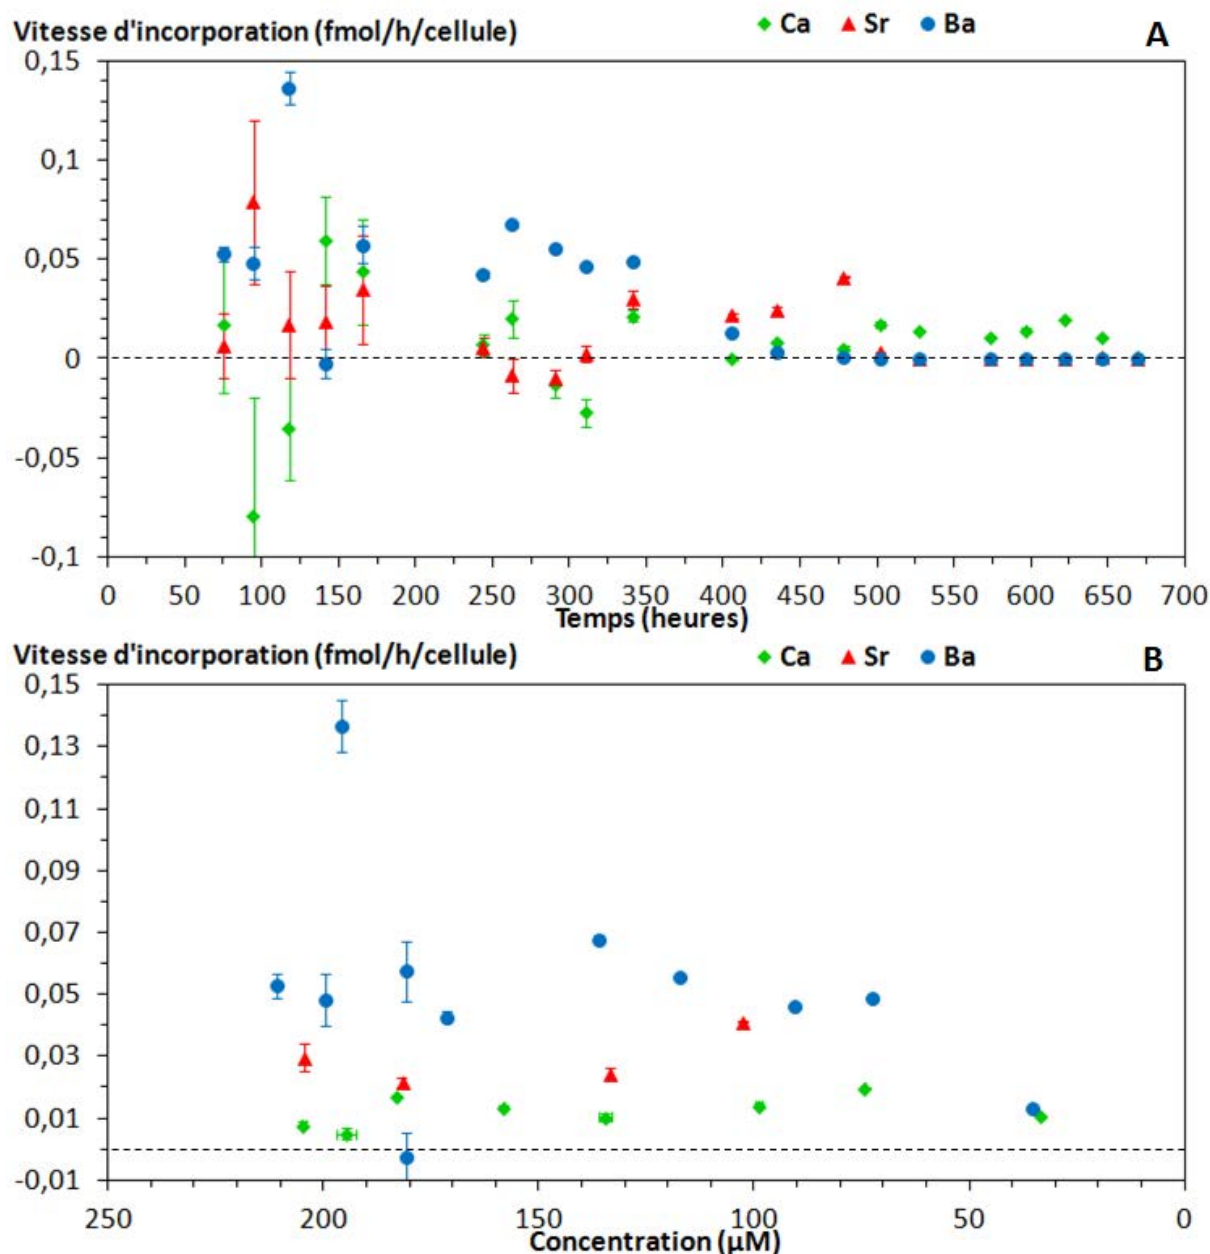 Vitesse d'incorporation (fmol/h/cellule) Ca Sr Ba A
0,15
0,1
0,05
0
-0,05
-0,1
0 50 100 150 200 250 300 350 400 450 500 550 600 650 700
Temps (heures)
Vitesse d'incorporation (fmol/h/cellule) Ca Sr Ba B
0,15
0,13
0,11
0,09
0,07
0,05
0,03
0,01
-0,01
250 200 150 100 50 0
Concentration (µM)